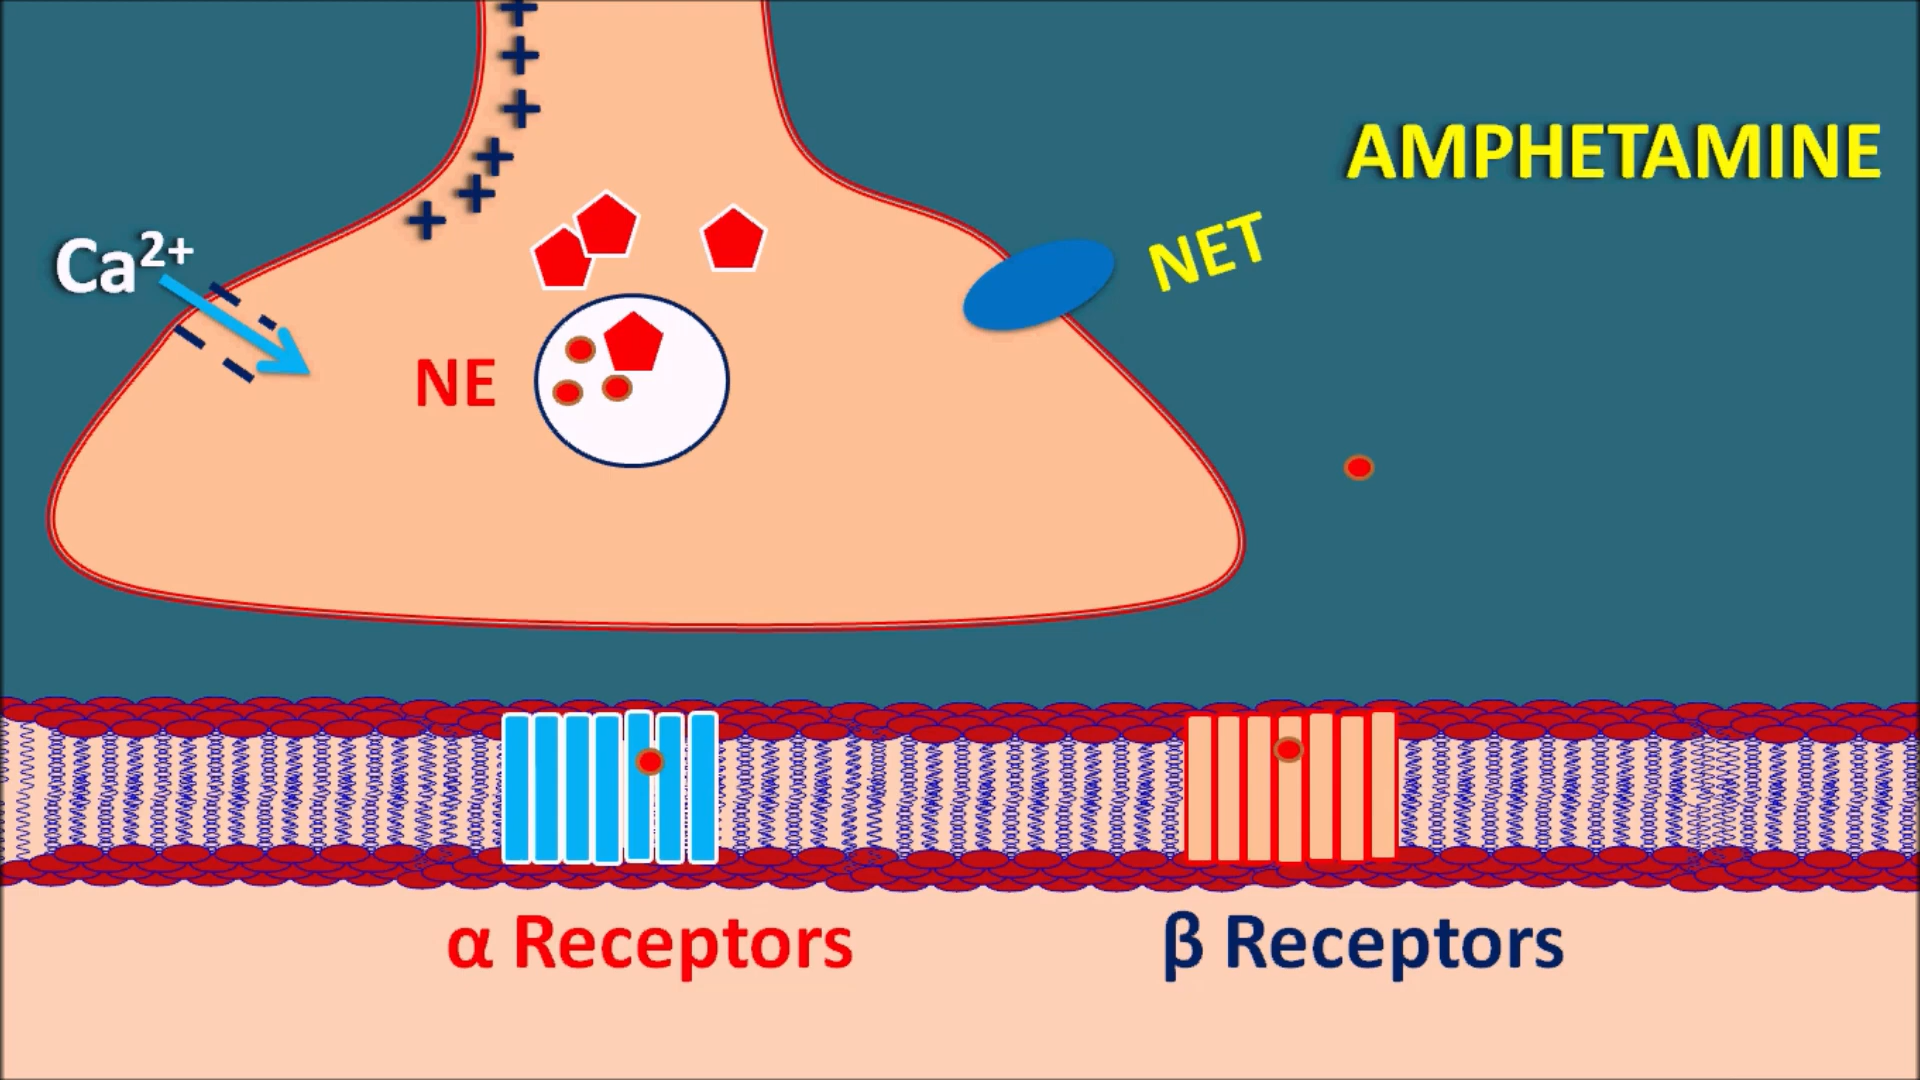 AMPHETAMINE
NET
Ca²⁺
NE
α Receptors
β Receptors